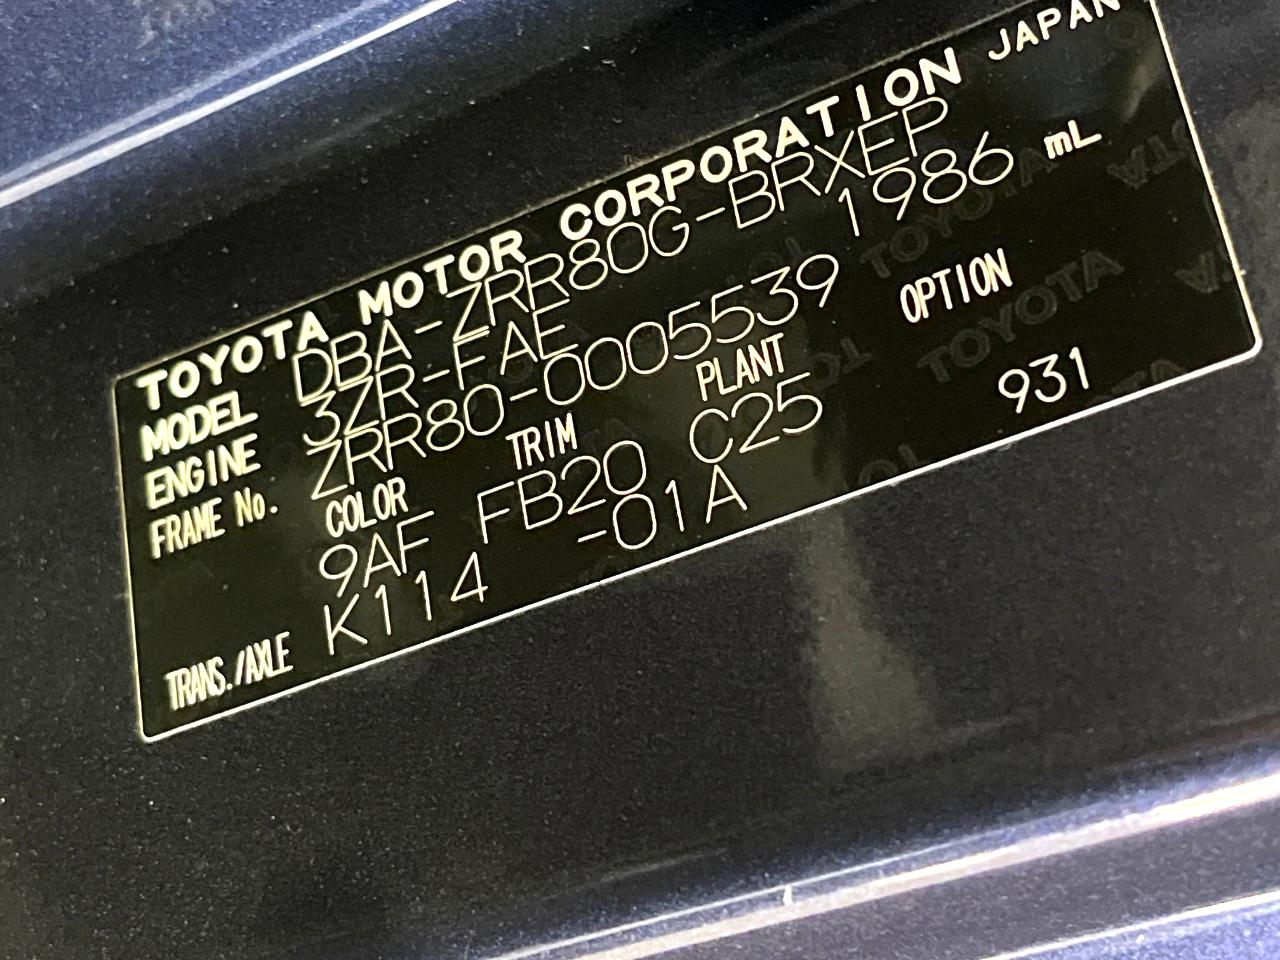 TOYOTA MOTOR CORPORATION JAPAN
MODEL DBA-ZRR80G-BRXEP
ENGINE 3ZR-FAE 1986 mL
FRAME No. ZRR80-0005539
COLOR TRIM PLANT OPTION
9AF FB20 C25 931
TRANS./AXLE K114 -01A